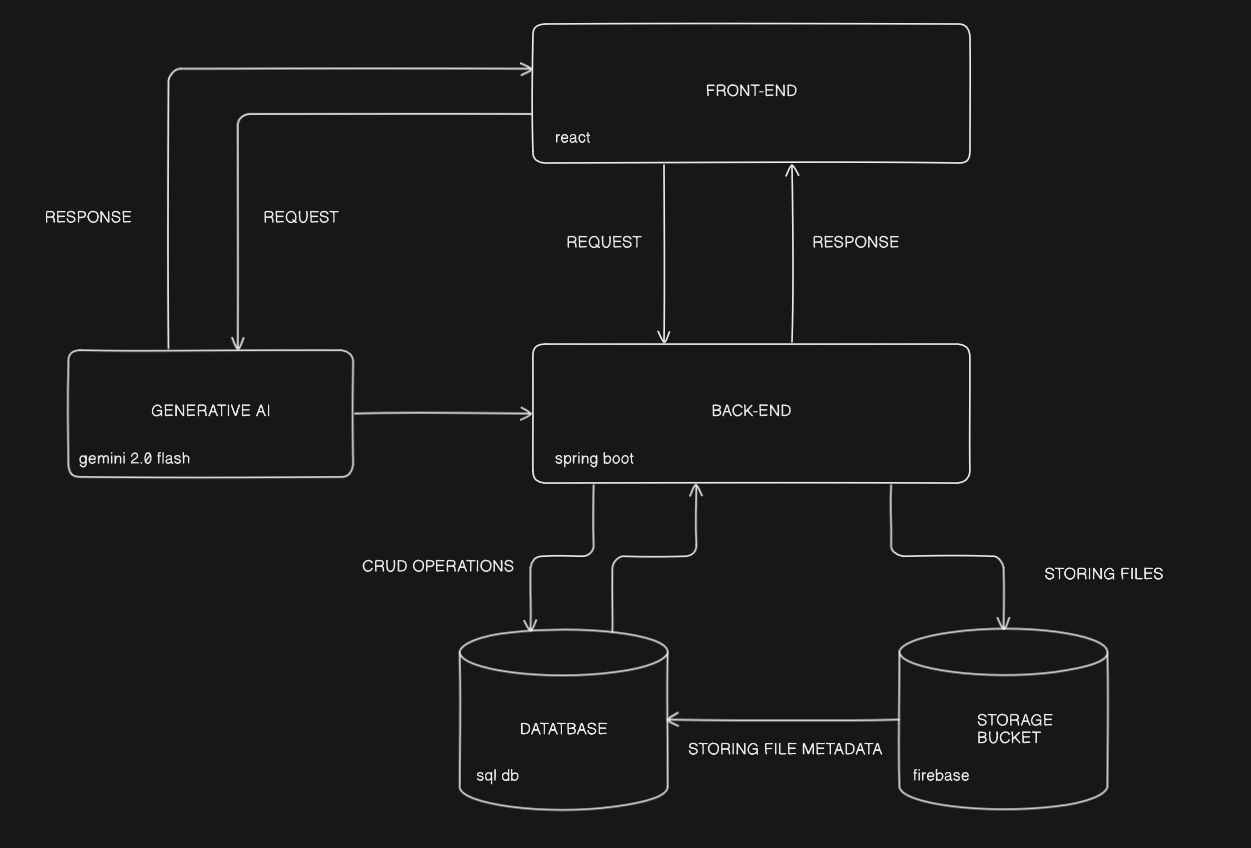 FRONT-END
react
RESPONSE
REQUEST
REQUEST
RESPONSE
GENERATIVE AI
gemini 2.0 flash
BACK-END
spring boot
CRUD OPERATIONS
STORING FILES
DATATBASE
sql db
STORING FILE METADATA
STORAGE
BUCKET
firebase